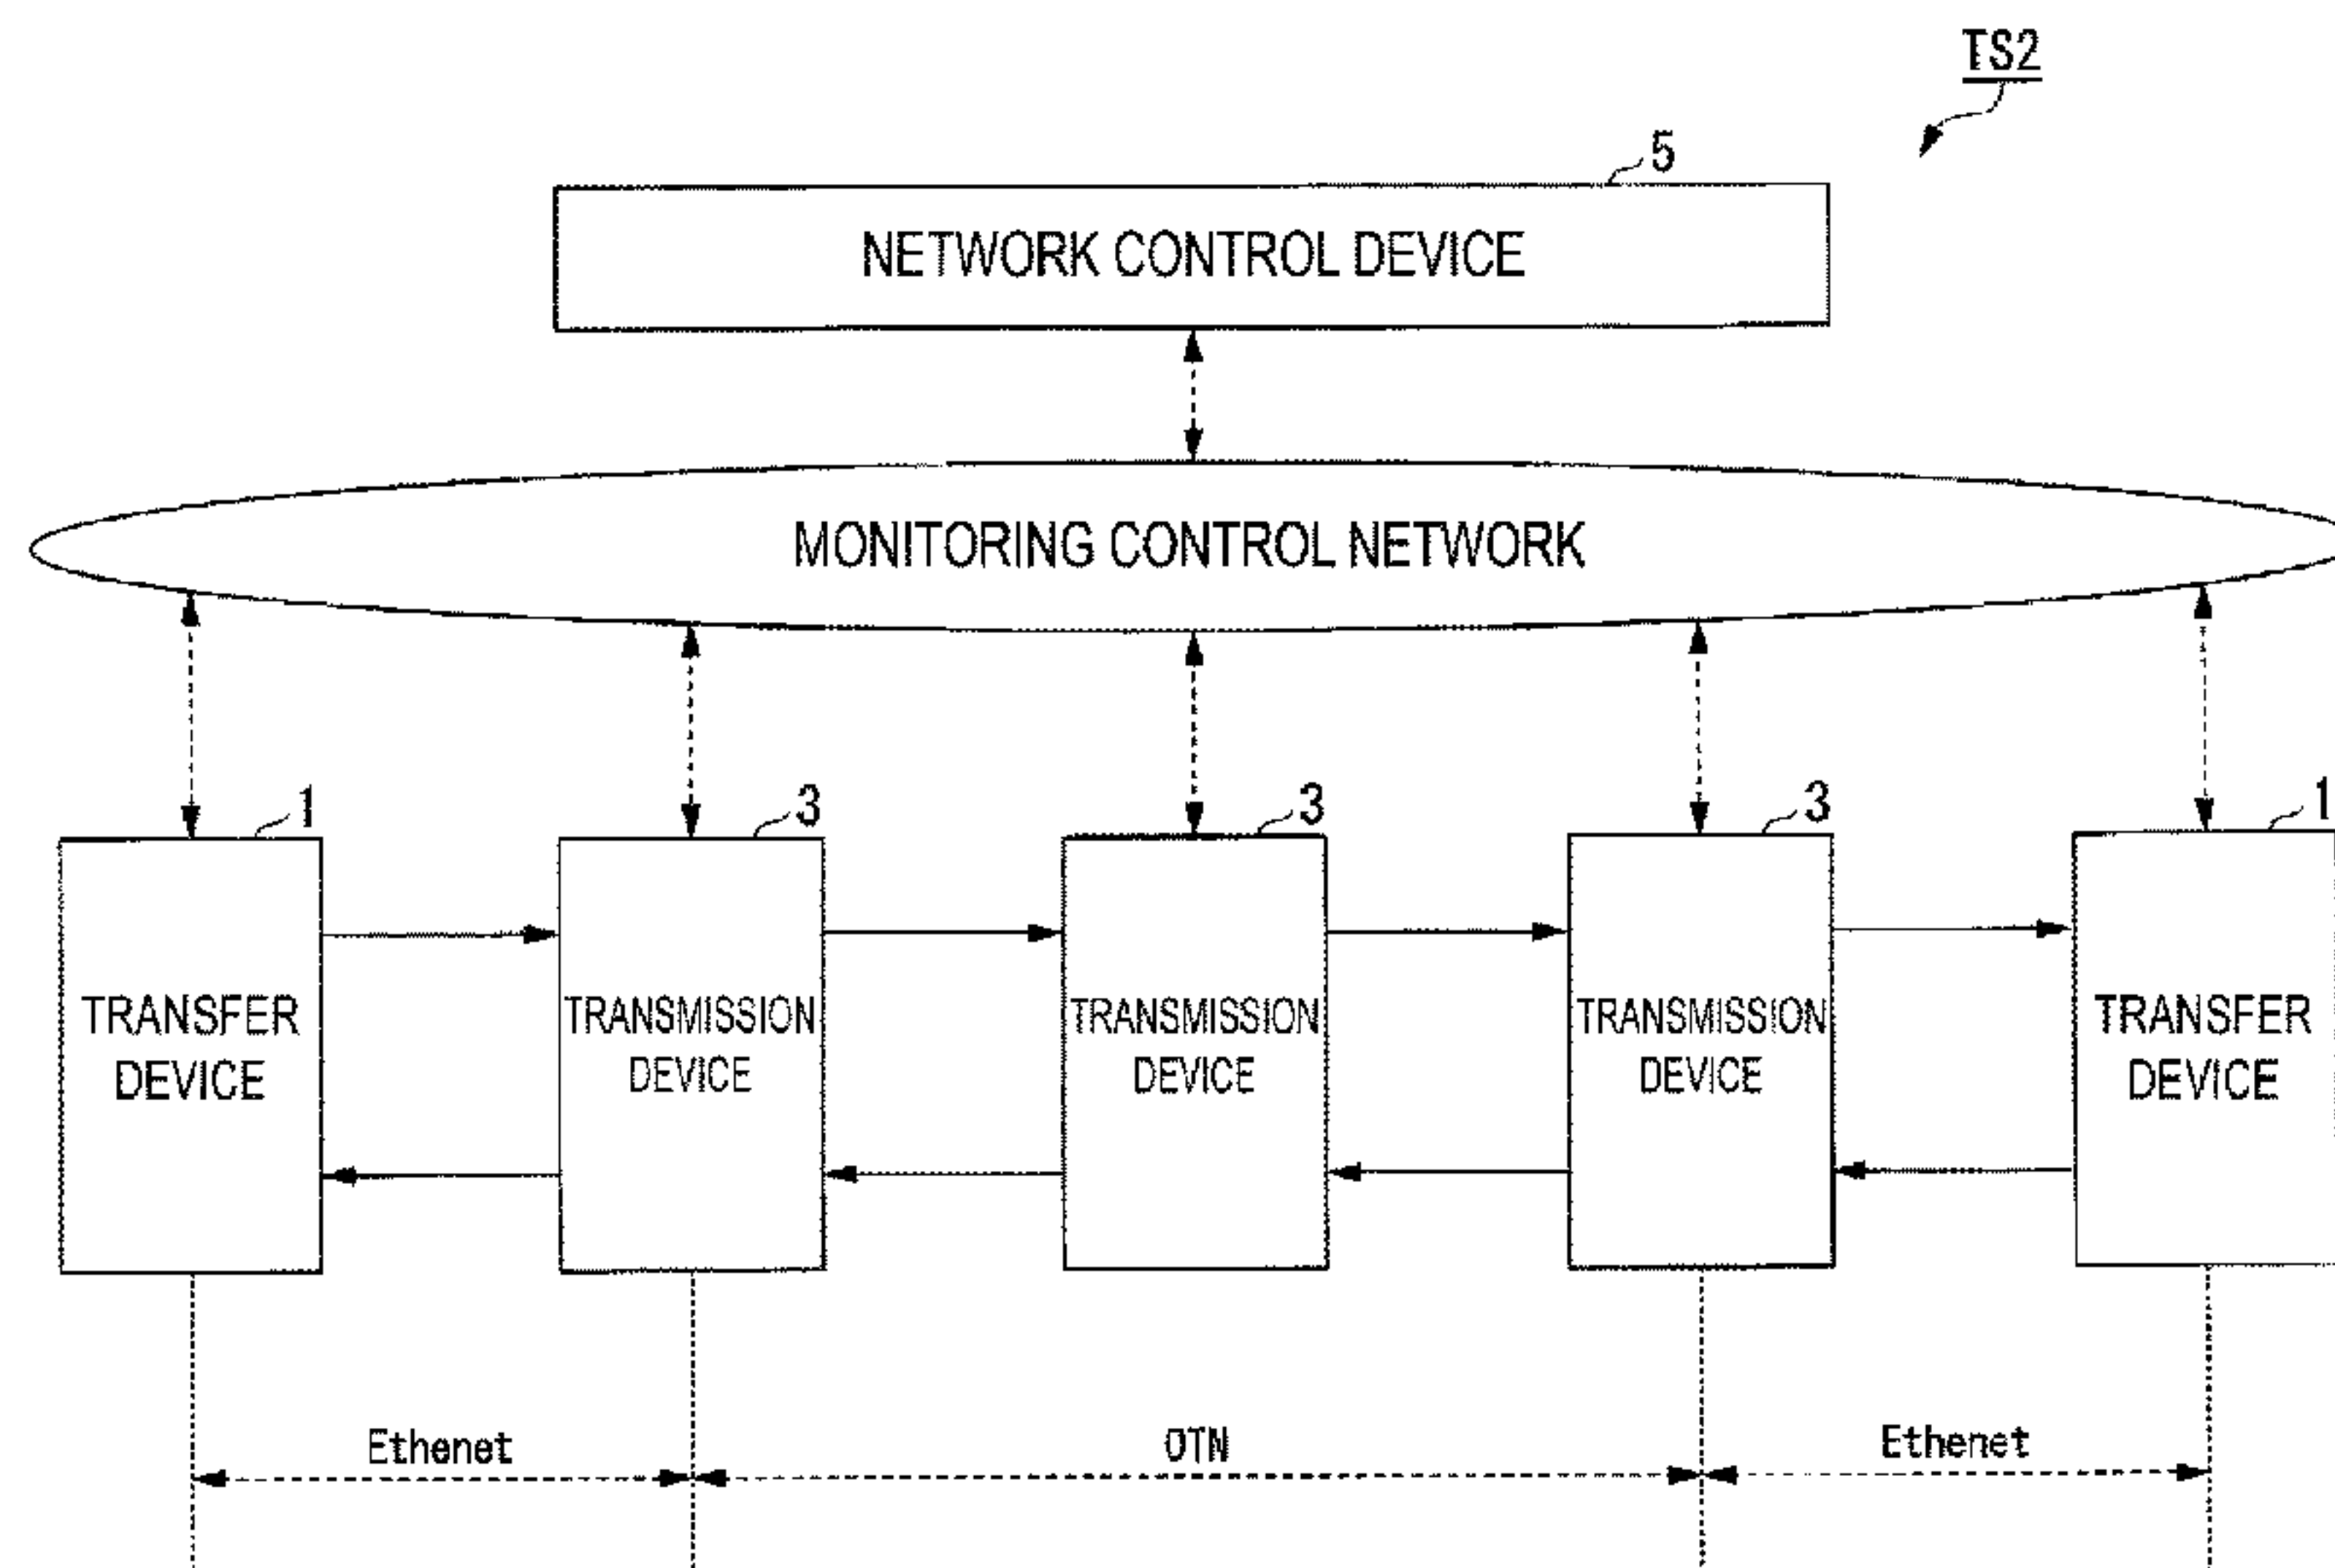 TS2
5
NETWORK CONTROL DEVICE
MONITORING CONTROL NETWORK
1
3
3
3
1
TRANSFER
DEVICE
TRANSMISSION
DEVICE
TRANSMISSION
DEVICE
TRANSMISSION
DEVICE
TRANSFER
DEVICE
Ethenet
OTN
Ethenet